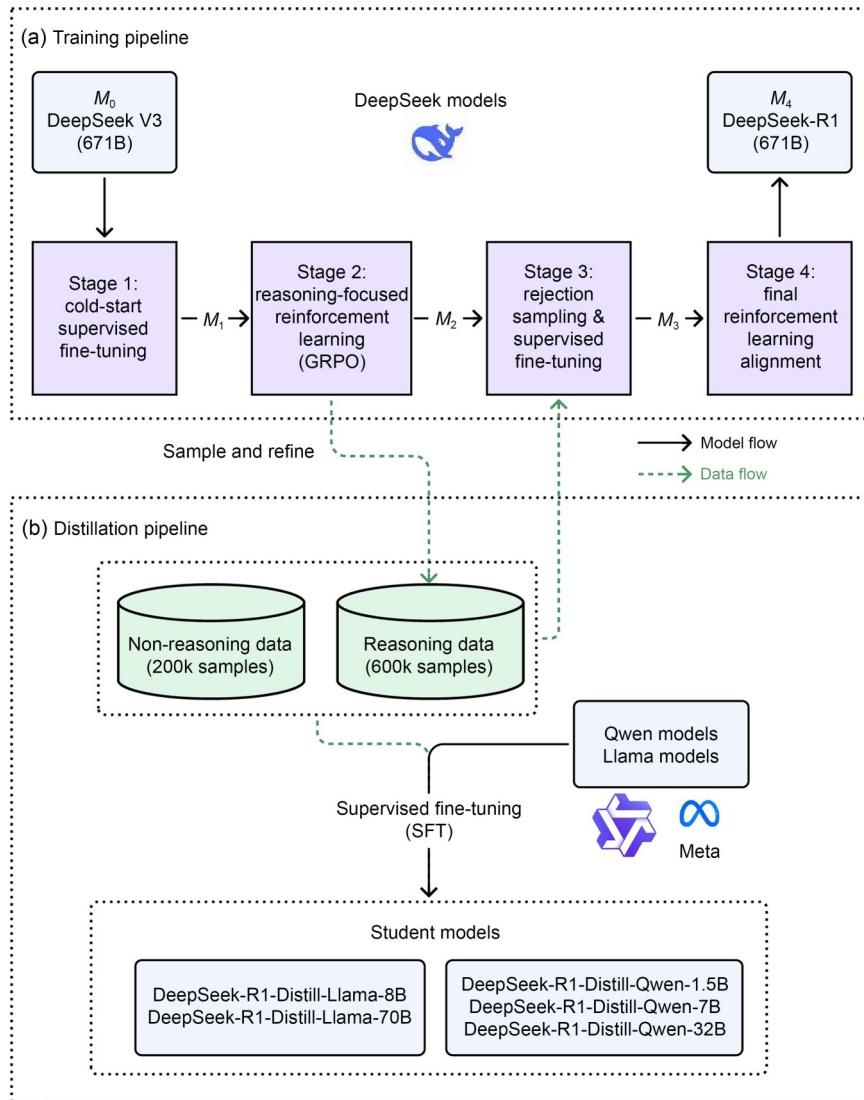 (a) Training pipeline
M0
DeepSeek V3
(671B)
DeepSeek models
M4
DeepSeek-R1
(671B)
Stage 1:
cold-start
supervised
fine-tuning
M1
Stage 2:
reasoning-focused
reinforcement
learning
(GRPO)
M2
Stage 3:
rejection
sampling &
supervised
fine-tuning
M3
Stage 4:
final
reinforcement
learning
alignment
Sample and refine
Model flow
Data flow
(b) Distillation pipeline
Non-reasoning data
(200k samples)
Reasoning data
(600k samples)
Qwen models
Llama models
Meta
Supervised fine-tuning
(SFT)
Student models
DeepSeek-R1-Distill-Llama-8B
DeepSeek-R1-Distill-Llama-70B
DeepSeek-R1-Distill-Qwen-1.5B
DeepSeek-R1-Distill-Qwen-7B
DeepSeek-R1-Distill-Qwen-32B